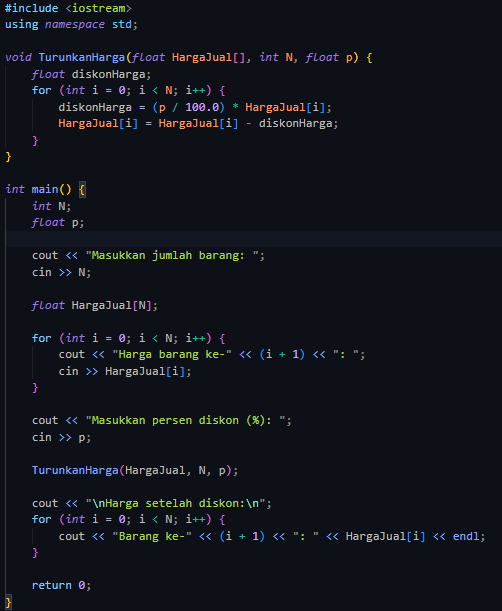 #include <iostream>
using namespace std;
void TurunkanHarga(float HargaJual[], int N, float p) {
    float diskonHarga;
    for (int i = 0; i < N; i++) {
        diskonHarga = (p / 100.0) * HargaJual[i];
        HargaJual[i] = HargaJual[i] - diskonHarga;
    }
}
int main() {
    int N;
    float p;
    cout << "Masukkan jumlah barang: ";
    cin >> N;
    float HargaJual[N];
    for (int i = 0; i < N; i++) {
        cout << "Harga barang ke-" << (i + 1) << ": ";
        cin >> HargaJual[i];
    }
    cout << "Masukkan persen diskon (%): ";
    cin >> p;
    TurunkanHarga(HargaJual, N, p);
    cout << "\nHarga setelah diskon:\n";
    for (int i = 0; i < N; i++) {
        cout << "Barang ke-" << (i + 1) << ": " << HargaJual[i] << endl;
    }
    return 0;
}